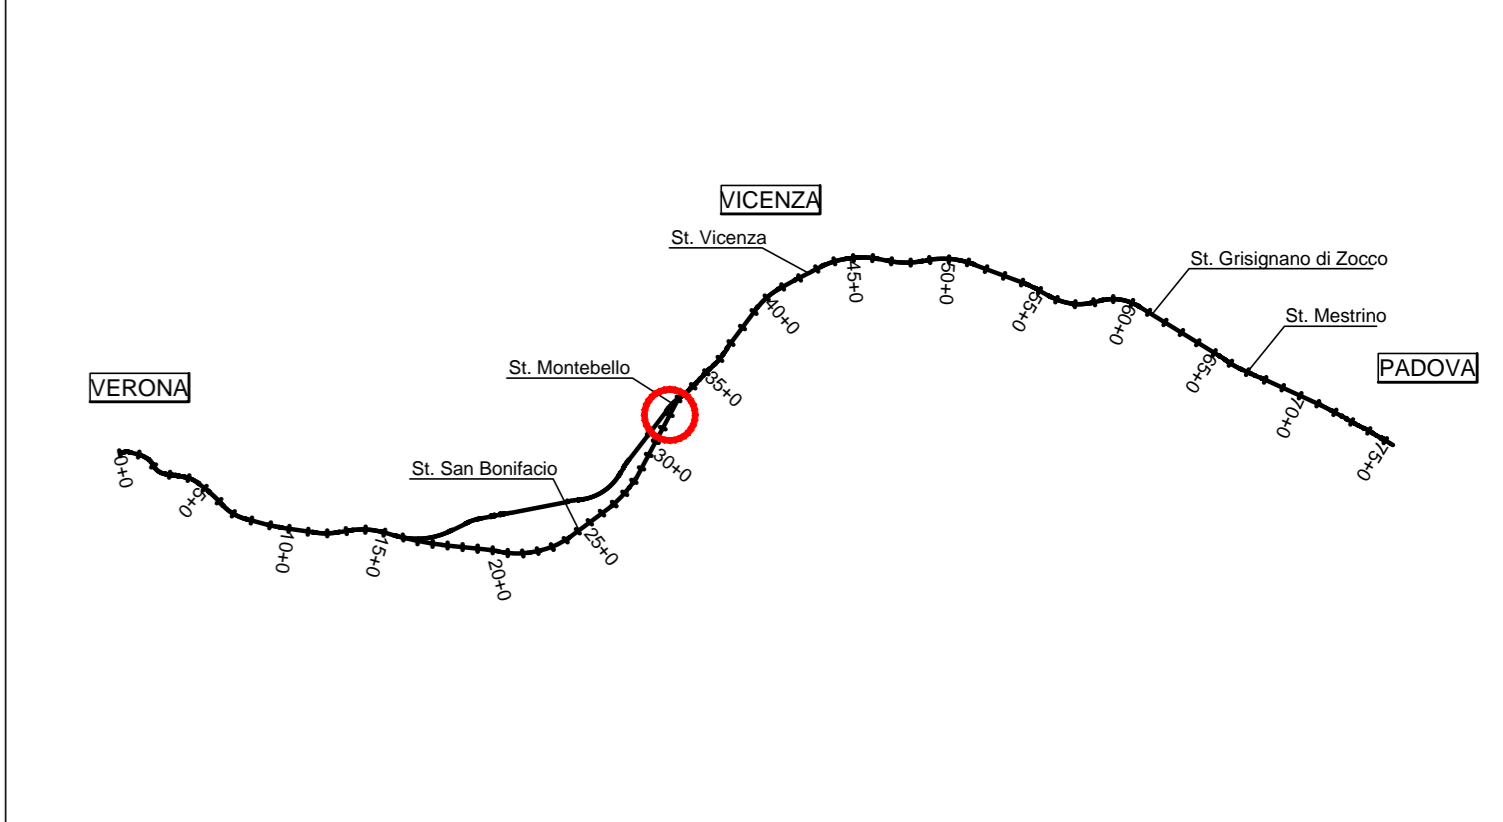 VICENZA
St. Vicenza
St. Grisignano di Zocco
St. Mestrino
PADOVA
St. Montebello
VERONA
St. San Bonifacio
0+0
5+0
10+0
15+0
20+0
25+0
30+0
35+0
40+0
45+0
50+0
55+0
60+0
65+0
70+0
75+0